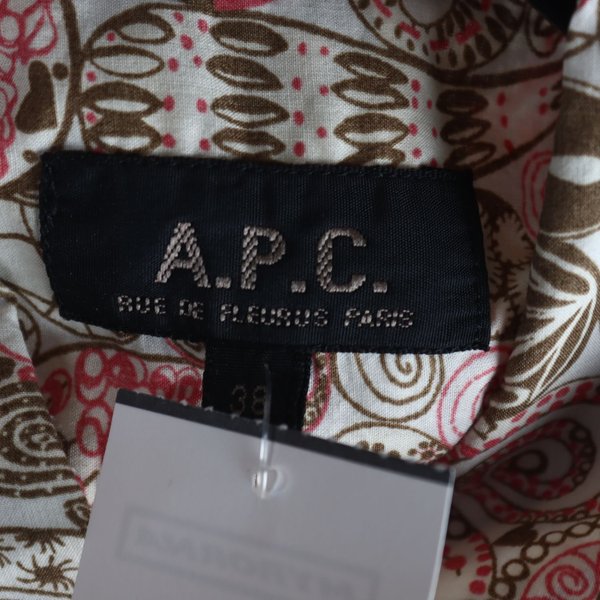 A.P.C.
RUE DE FLEURUS PARIS
38